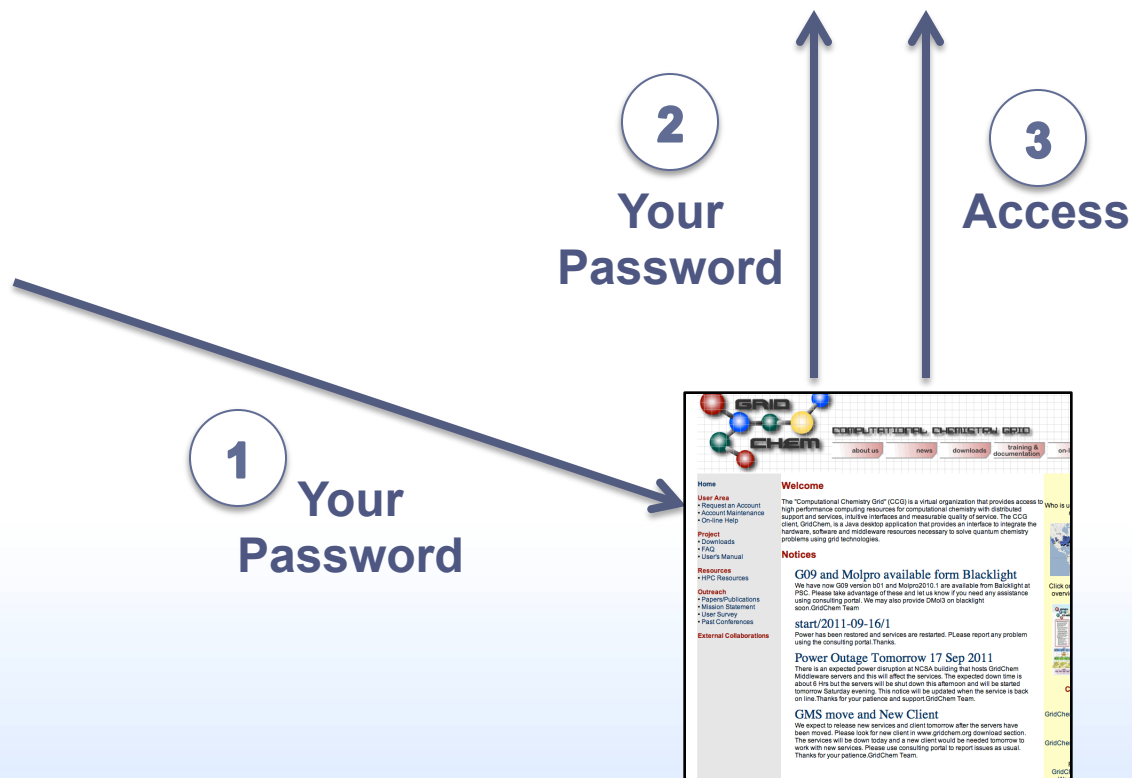 2
Your
Password
3
Access
1
Your
Password
GRID
CHEM
COMPUTATIONAL CHEMISTRY GRID
about us
news
downloads
training &
documentation
Home
User Area
• Request an Account
• Account Maintenance
• On-line Help
Project
• Downloads
• FAQ
• User's Manual
Resources
• HPC Resources
Outreach
• Papers/Publications
• Mission Statement
• User Survey
• Past Conferences
External Collaborations
Welcome
The "Computational Chemistry Grid" (CCG) is a virtual organization that provides access to
high performance computing resources for computational chemistry with distributed
support and services, intuitive interfaces and measurable quality of service. The CCG
client, GridChem, is a Java desktop application that provides an interface to integrate the
hardware, software and middleware resources necessary to solve quantum chemistry
problems using grid technologies.
Notices
G09 and Molpro available form Blacklight
We have now G09 version b01 and Molpro2010.1 are available from Balcklight at
PSC. Please take advantage of these and let us know if you need any assistance
using consulting portal. We may also provide DMol3 on blacklight
soon.GridChem Team
start/2011-09-16/1
Power has been restored and services are restarted. PLease report any problem
using the consulting portal.Thanks.
Power Outage Tomorrow 17 Sep 2011
There is an expected power disruption at NCSA building that hosts GridChem
Middleware servers and this will affect the services. The expected down time is
about 6 Hrs but the servers will be shut down this afternoon and will be started
tomorrow Saturday evening. This notice will be updated when the service is back
on line.Thanks for your patience and support.GridChem Team.
GMS move and New Client
We expect to release new services and client tomorrow after the servers have
been moved. Please look for new client in www.gridchem.org download section.
The services will be down today and a new client would be needed tomorrow to
work with new services. Please use consulting portal to report issues as usual.
Thanks for your patience.GridChem Team.
Who is
Click